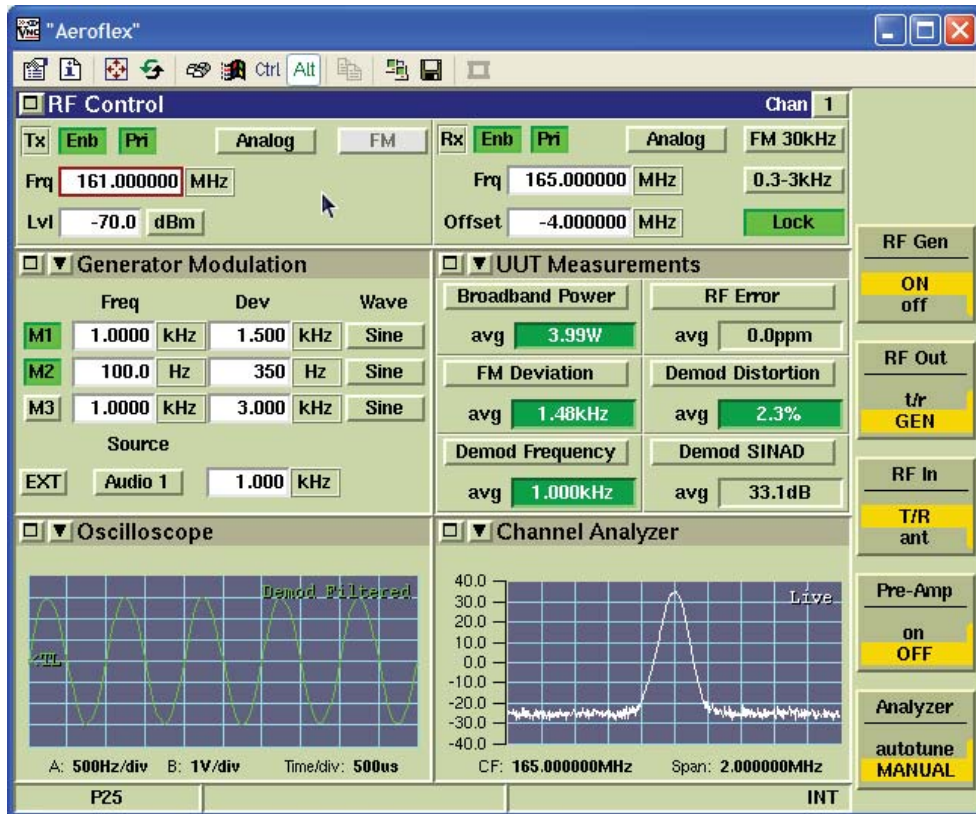 "Aeroflex"
Ctrl Alt
RF Control
Chan 1
Tx Enb Pri Analog FM
Frq 161.000000 MHz
Lvl -70.0 dBm
Rx Enb Pri Analog FM 30kHz
Frq 165.000000 MHz 0.3-3kHz
Offset -4.000000 MHz Lock
Generator Modulation
Freq Dev Wave
M1 1.0000 kHz 1.500 kHz Sine
M2 100.0 Hz 350 Hz Sine
M3 1.0000 kHz 3.000 kHz Sine
Source
EXT Audio 1 1.000 kHz
UUT Measurements
Broadband Power RF Error
avg 3.99W avg 0.0ppm
FM Deviation Demod Distortion
avg 1.48kHz avg 2.3%
Demod Frequency Demod SINAD
avg 1.000kHz avg 33.1dB
Oscilloscope
Demod Filtered
A: 500Hz/div B: 1V/div Time/div: 500us
Channel Analyzer
40.0
30.0
20.0
10.0
0.0
-10.0
-20.0
-30.0
-40.0
Live
CF: 165.000000MHz Span: 2.000000MHz
RF Gen
ON
off
RF Out
t/r
GEN
RF In
T/R
ant
Pre-Amp
on
OFF
Analyzer
autotune
MANUAL
P25
INT